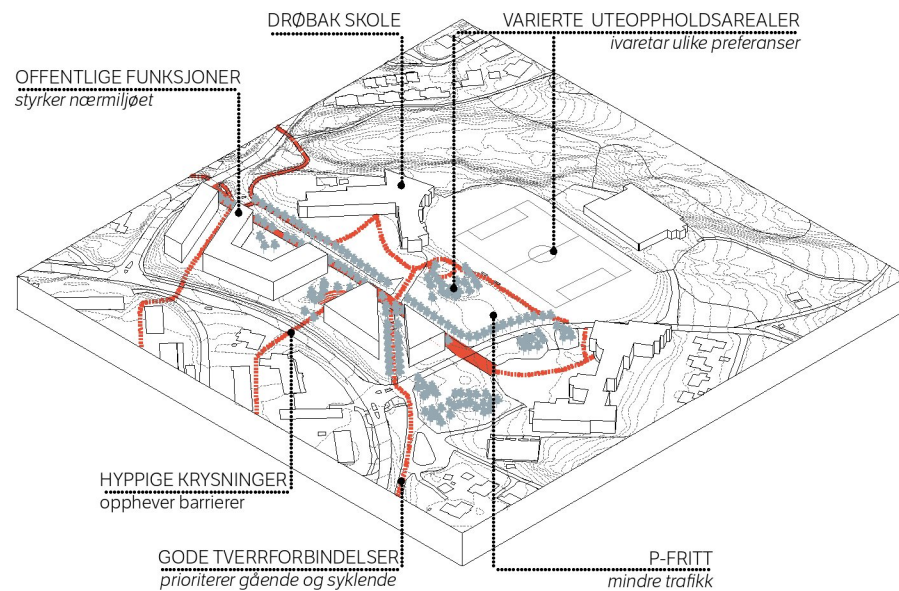 DRØBAK SKOLE
VARIERTE UTEOPPHOLDSAREALER
ivaretar ulike preferanser
OFFENTLIGE FUNKSJONER
styrker nærmiljøet
HYPPIGE KRYSNINGER
opphever barrierer
GODE TVERRFORBINDELSER
prioriterer gående og syklende
P-FRITT
mindre trafikk